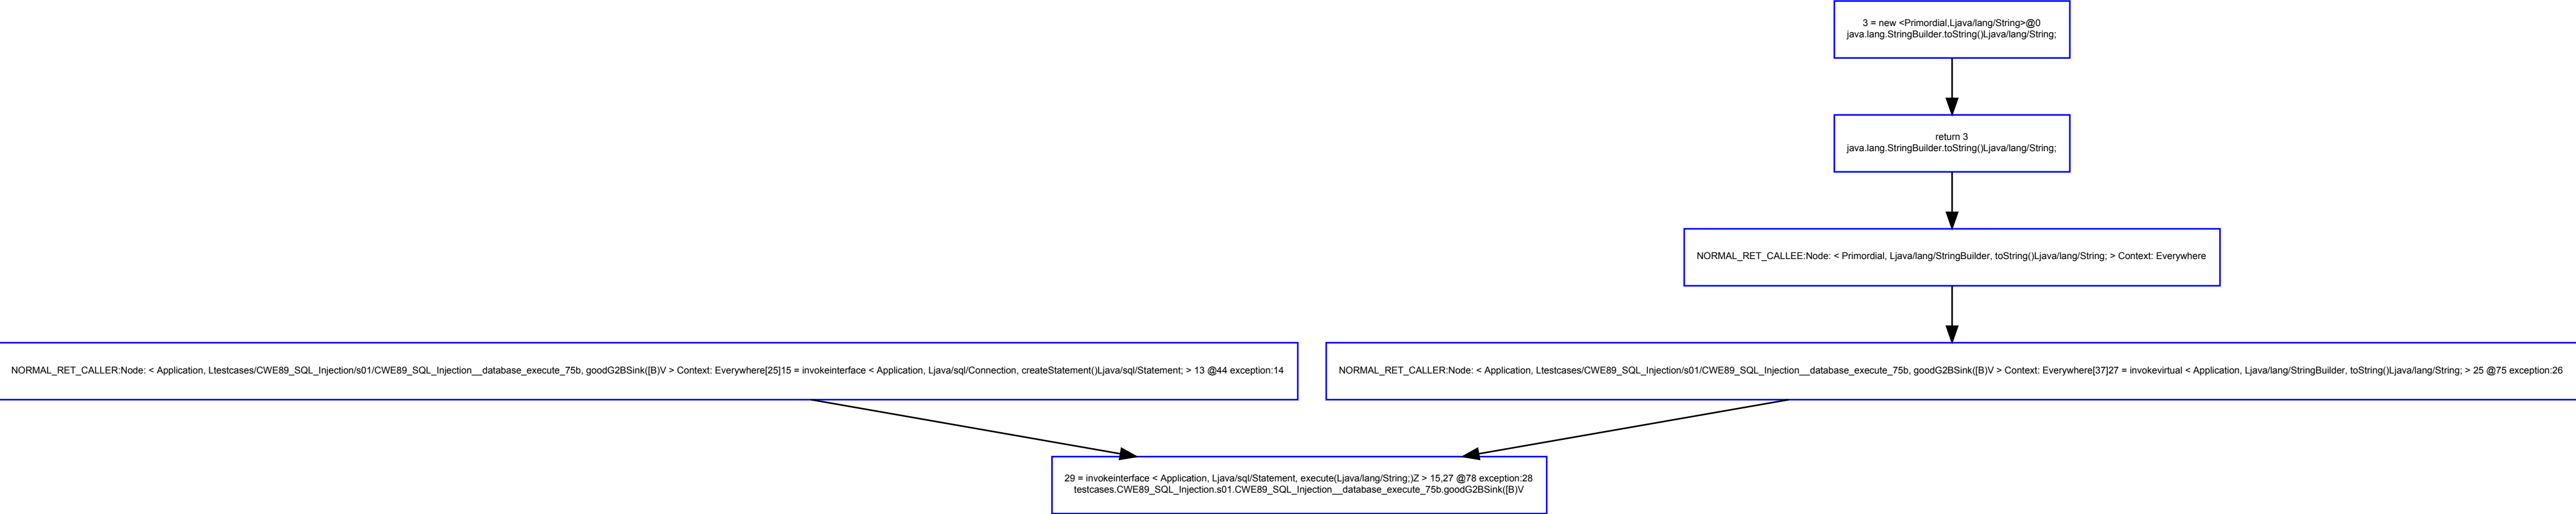 3 = new <Primordial,Ljava/lang/String>@0
java.lang.StringBuilder.toString()Ljava/lang/String;
return 3
java.lang.StringBuilder.toString()Ljava/lang/String;
NORMAL_RET_CALLEE:Node: < Primordial, Ljava/lang/StringBuilder, toString()Ljava/lang/String; > Context: Everywhere
NORMAL_RET_CALLER:Node: < Application, Ltestcases/CWE89_SQL_Injection/s01/CWE89_SQL_Injection__database_execute_75b, goodG2BSink([B)V > Context: Everywhere[25]15 = invokeinterface < Application, Ljava/sql/Connection, createStatement()Ljava/sql/Statement; > 13 @44 exception:14
NORMAL_RET_CALLER:Node: < Application, Ltestcases/CWE89_SQL_Injection/s01/CWE89_SQL_Injection__database_execute_75b, goodG2BSink([B)V > Context: Everywhere[37]27 = invokevirtual < Application, Ljava/lang/StringBuilder, toString()Ljava/lang/String; > 25 @75 exception:26
29 = invokeinterface < Application, Ljava/sql/Statement, execute(Ljava/lang/String;)Z > 15,27 @78 exception:28
testcases.CWE89_SQL_Injection.s01.CWE89_SQL_Injection__database_execute_75b.goodG2BSink([B)V